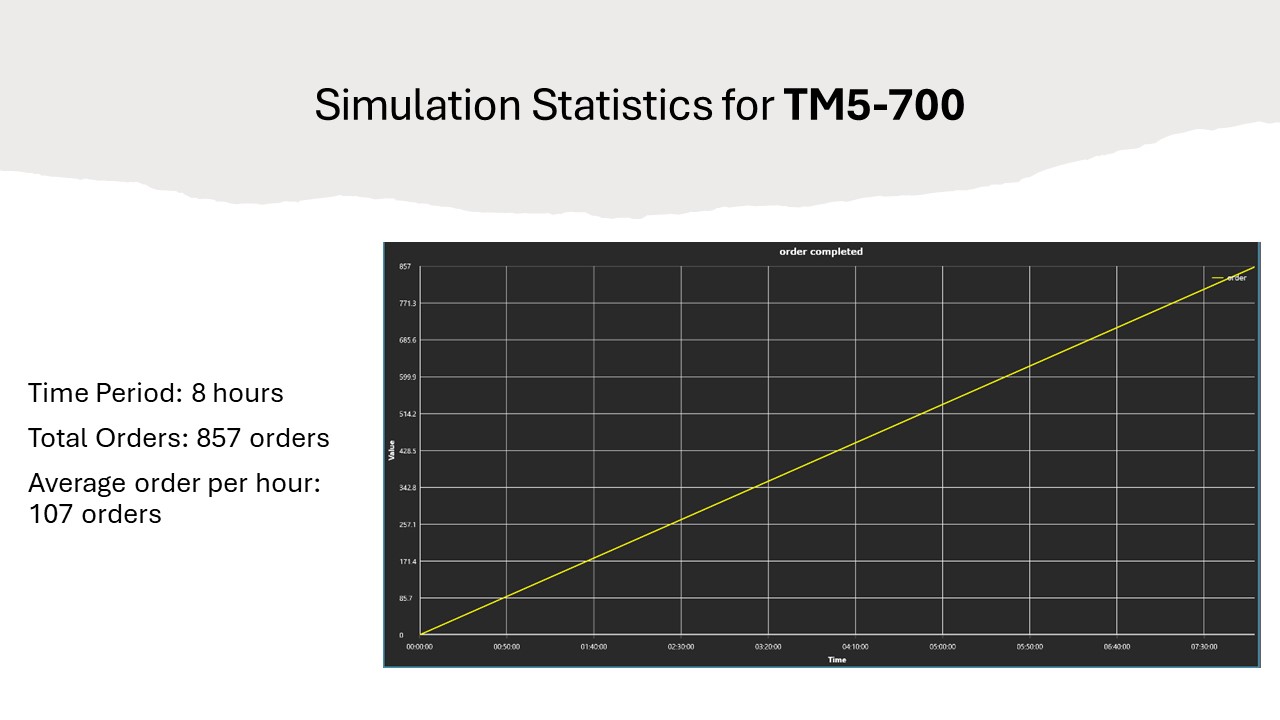 Simulation Statistics for TM5-700
Time Period: 8 hours
Total Orders: 857 orders
Average order per hour:
107 orders
order completed
order
857
771.3
685.6
599.9
514.2
428.5
342.8
257.1
171.4
85.7
0
Value
00:00:00 00:50:00 01:40:00 02:30:00 03:20:00 04:10:00 05:00:00 05:50:00 06:40:00 07:30:00
Time